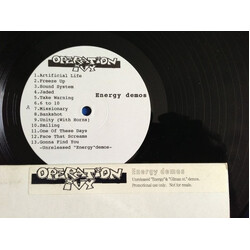 OPERATION
IVY
Energy demos
1.Artificial Life
2.Freeze Up
3.Sound System
4.Jaded
5.Take Warning
6.6 to 10
A
7.Missionary
8.Hackshot
9.Unity (With Horns)
10.Smiling
11.One Of These Days
12.Face That Screams
13.Gonna Find You
-Unreleased "Energy"demos-
OPERATION
IVY
Energy demos
Unreleased "Energy" & demos.
Promotional use only. Not for resale.